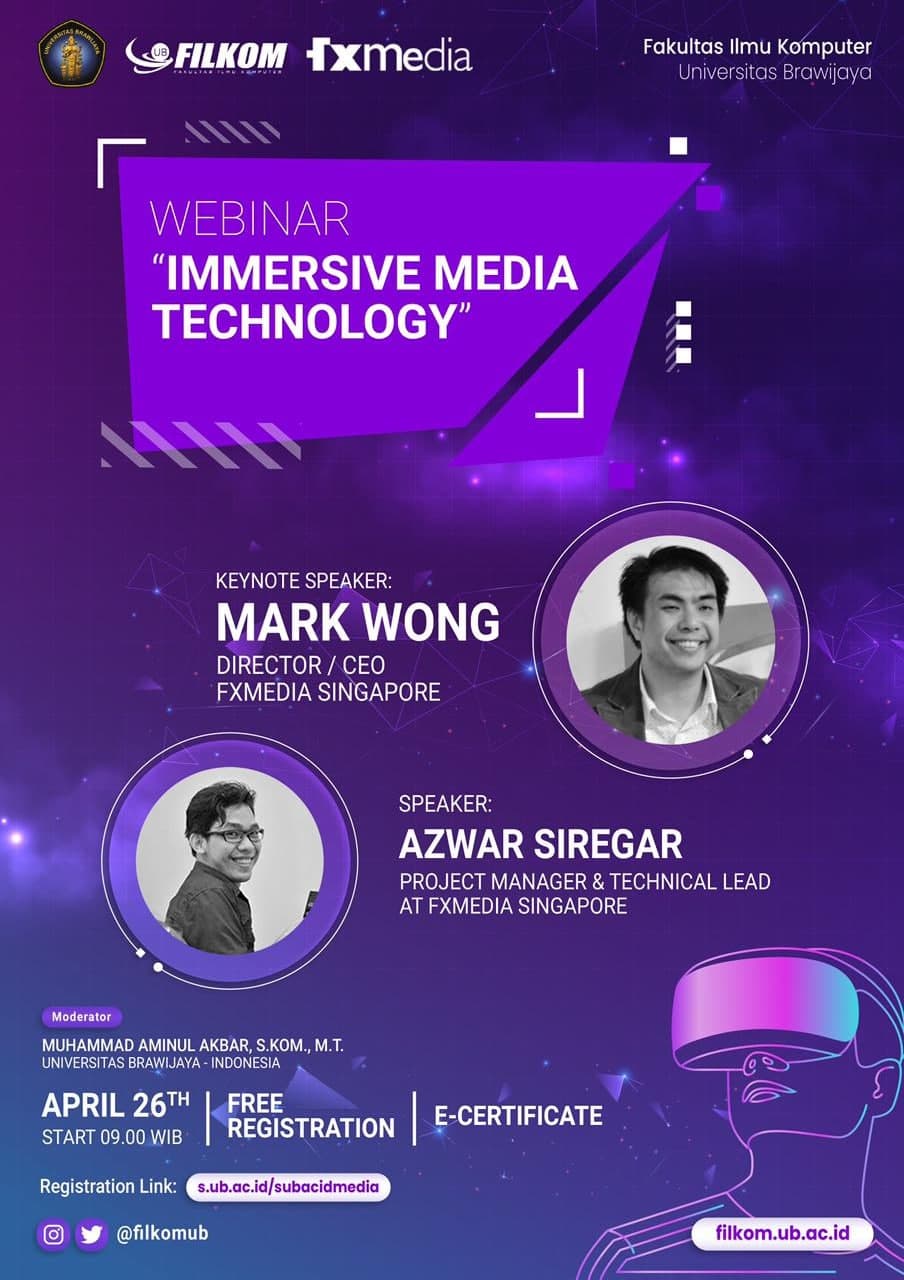 UNIVERSITAS BRAWIJAYA
UB FILKOM
FAKULTAS ILMU KOMPUTER
fxmedia
Fakultas Ilmu Komputer
Universitas Brawijaya
WEBINAR
“IMMERSIVE MEDIA
TECHNOLOGY”
KEYNOTE SPEAKER:
MARK WONG
DIRECTOR / CEO
FXMEDIA SINGAPORE
SPEAKER:
AZWAR SIREGAR
PROJECT MANAGER & TECHNICAL LEAD
AT FXMEDIA SINGAPORE
Moderator
MUHAMMAD AMINUL AKBAR, S.KOM., M.T.
UNIVERSITAS BRAWIJAYA - INDONESIA
APRIL 26TH
START 09.00 WIB
FREE
REGISTRATION
E-CERTIFICATE
Registration Link: s.ub.ac.id/subacidmedia
@filkomub
filkom.ub.ac.id